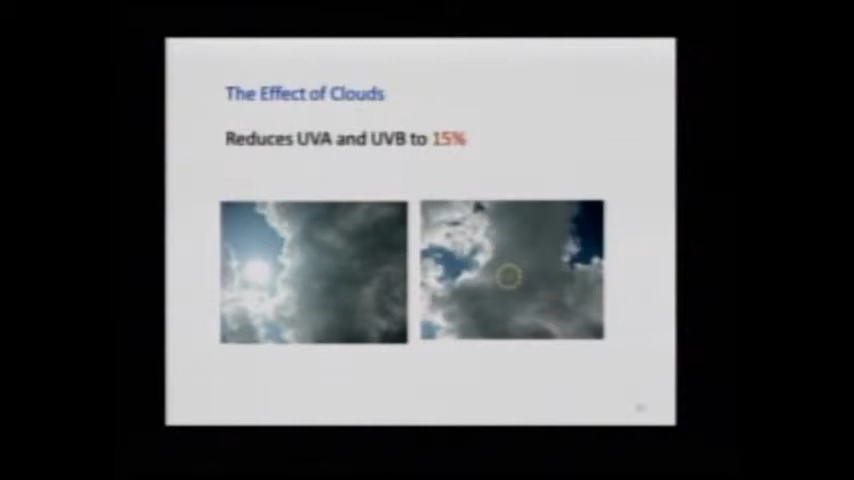 The Effect of Clouds
Reduces UVA and UVB to 15%